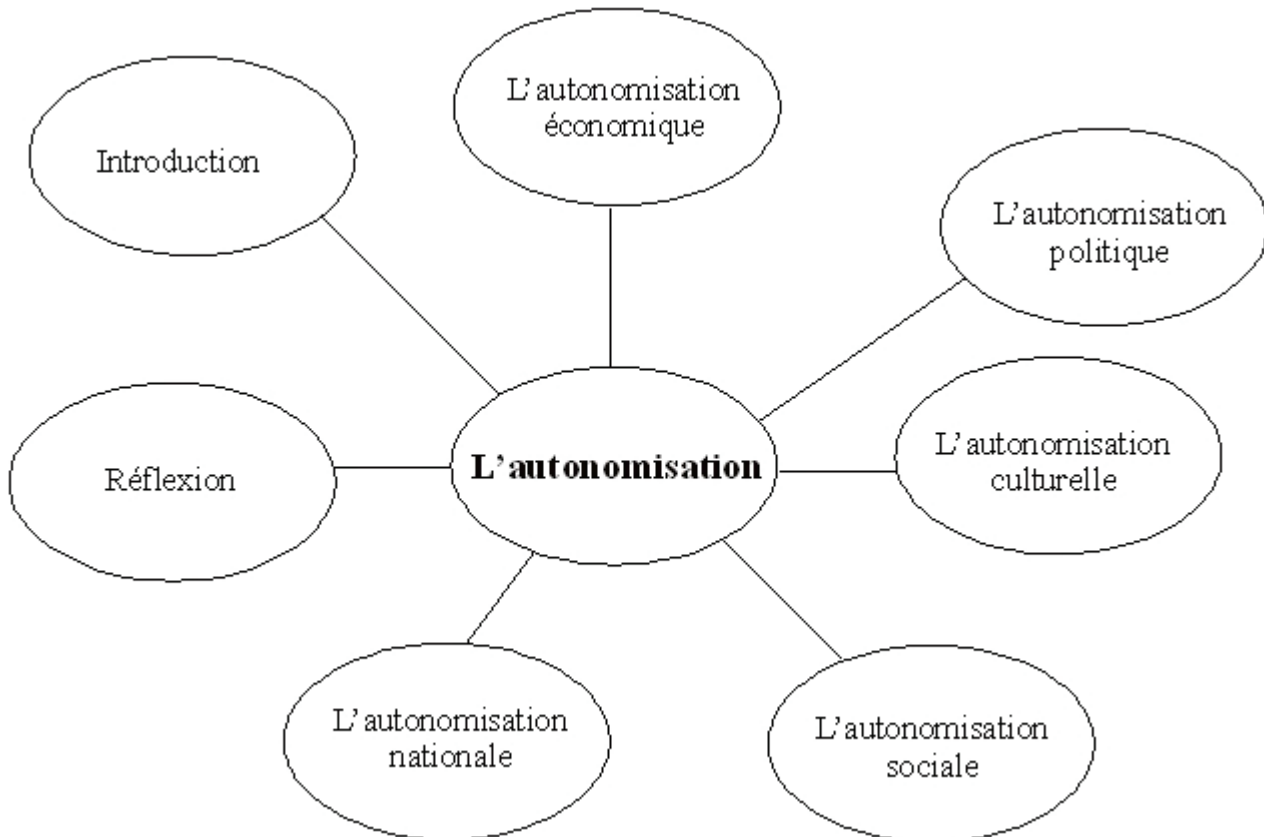 L'autonomisation
économique
Introduction
L'autonomisation
politique
L'autonomisation
culturelle
L'autonomisation
Réflexion
L'autonomisation
nationale
L'autonomisation
sociale